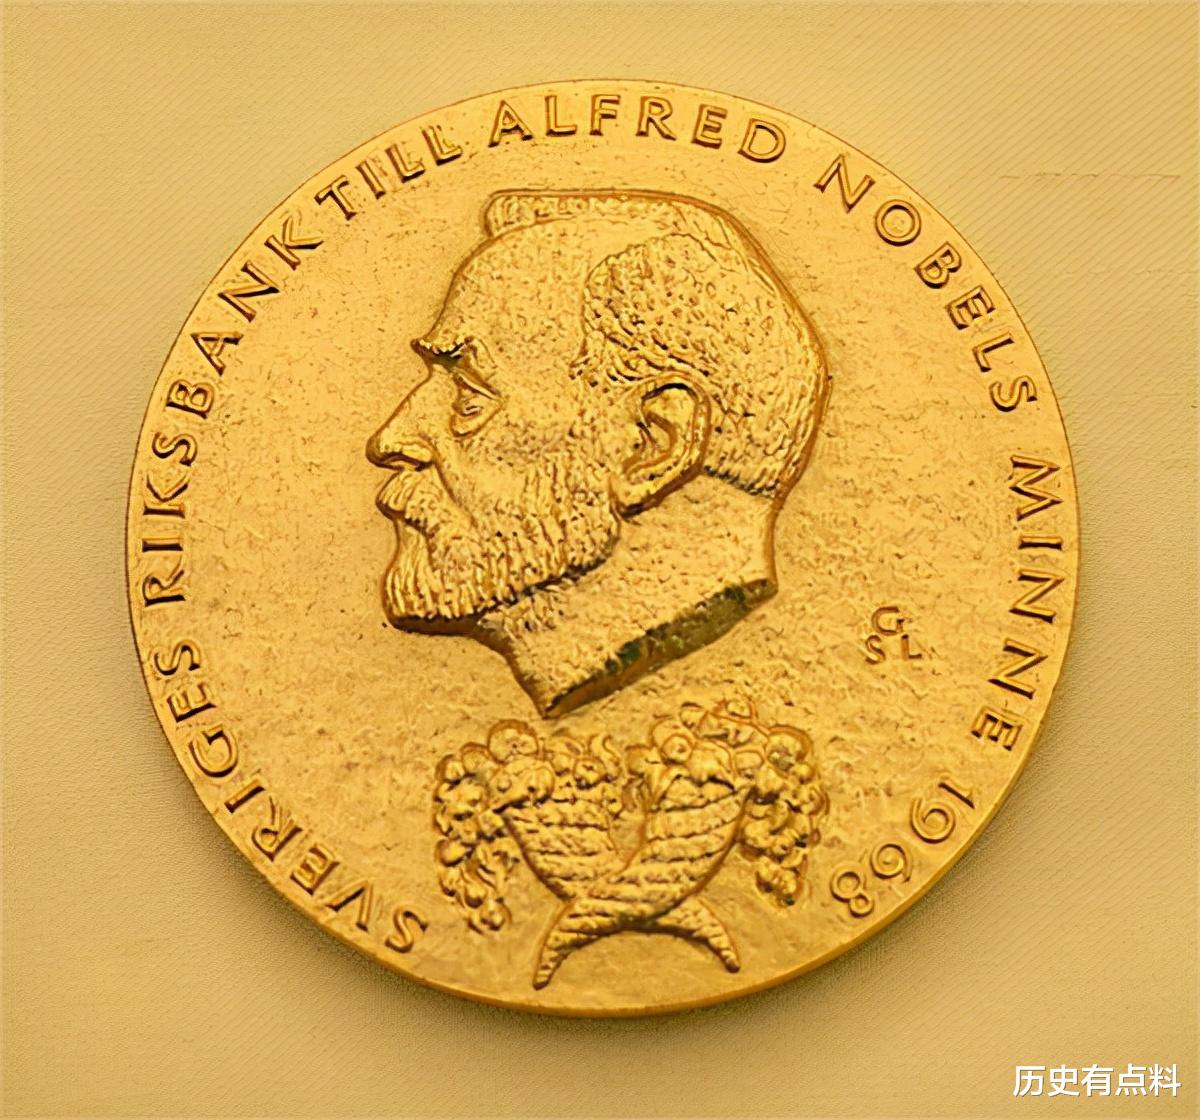 SVERIGES RIKSBANK TILL ALFRED NOBELS MINNE 1968
G
SL
历史有点料